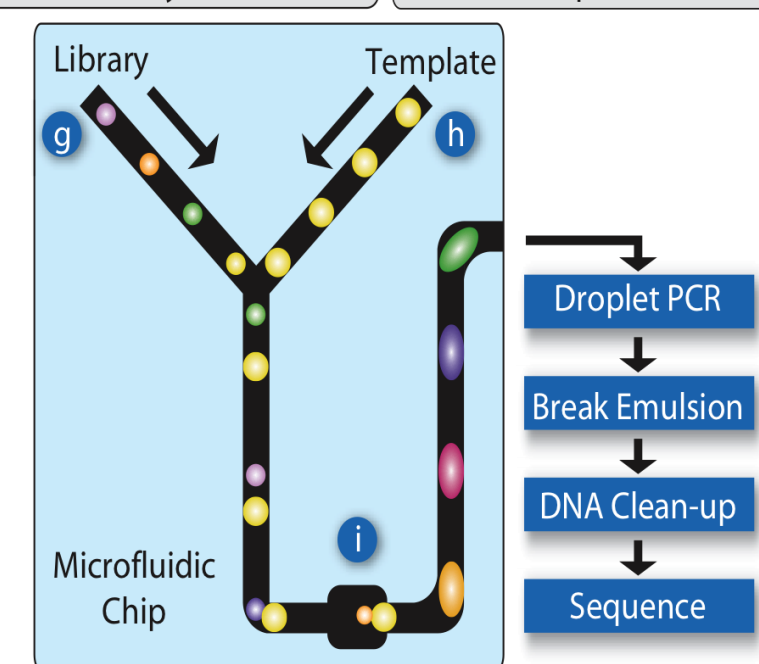 Library
Template
g
h
Droplet PCR
Break Emulsion
i
DNA Clean-up
Microfluidic
Chip
Sequence